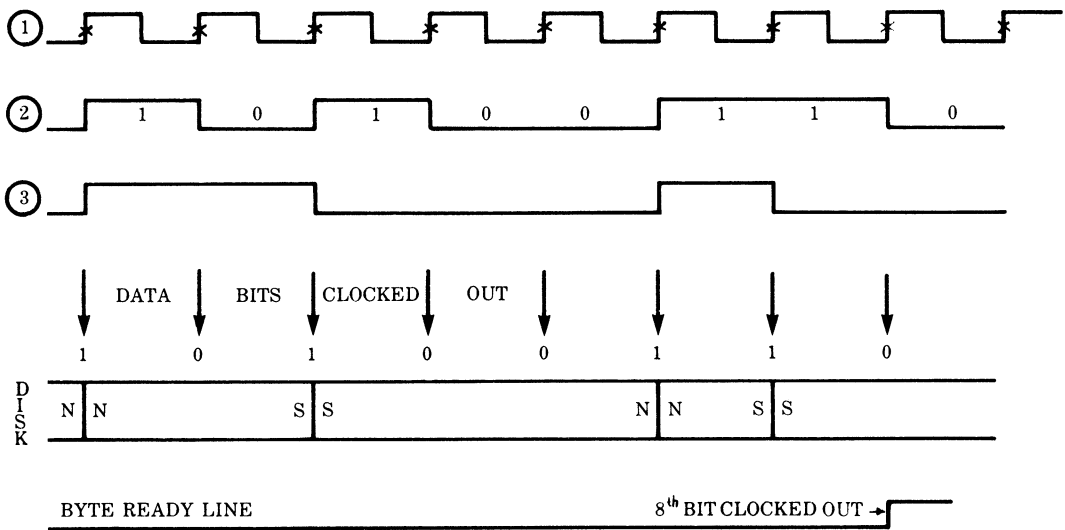 1
2
1 0 1 0 0 1 1 0
3
DATA BITS CLOCKED OUT
1 0 1 0 0 1 1 0
DISK
N N S S N N S S
BYTE READY LINE 8th BIT CLOCKED OUT →